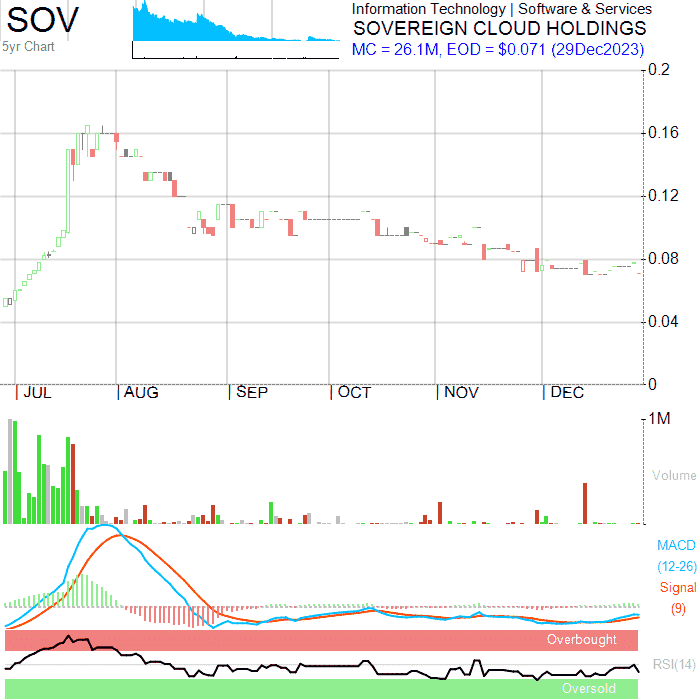 SOV
5yr Chart
Information Technology | Software & Services
SOVEREIGN CLOUD HOLDINGS
MC = 26.1M, EOD = $0.071 (29Dec2023)
0.2
0.16
0.12
0.08
0.04
0
JUL AUG SEP OCT NOV DEC
1M
Volume
MACD
(12-26)
Signal
(9)
Overbought
RSI(14)
Oversold